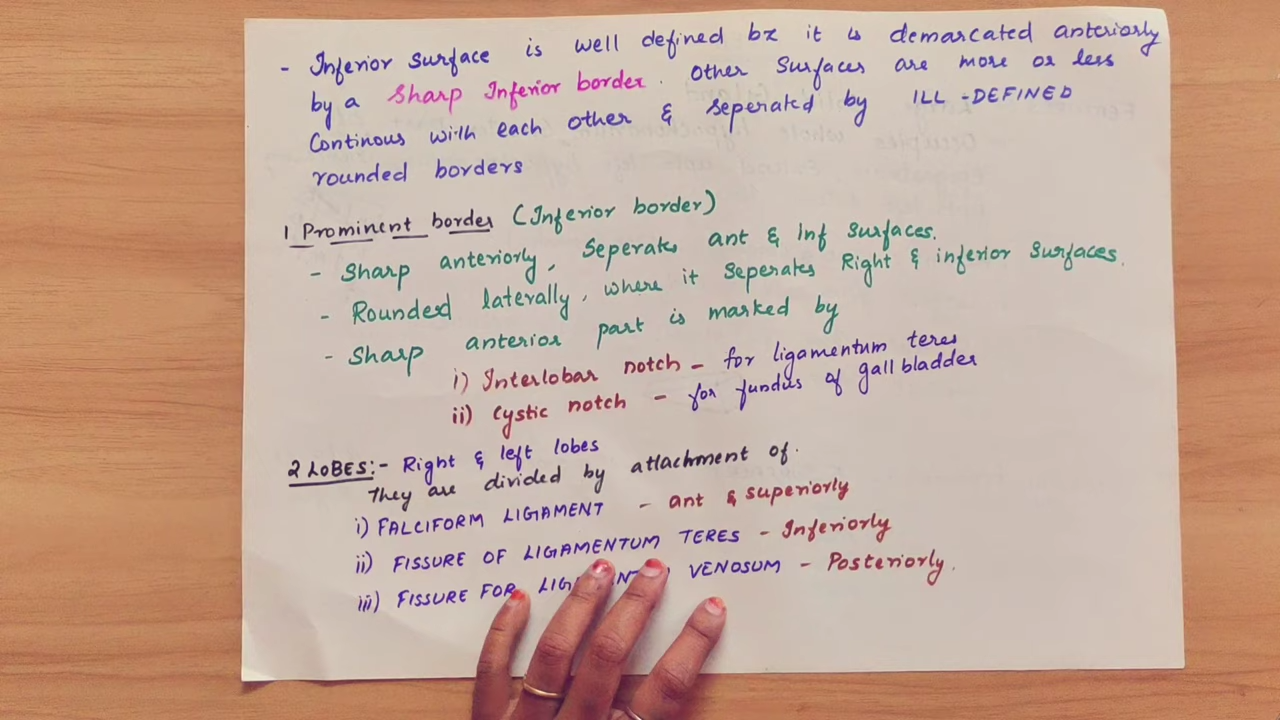 - Inferior surface is well defined bz it is demarcated anteriorly
by a sharp Inferior border. Other surfaces are more or less
continous with each other & seperated by ILL-DEFINED
rounded borders
1 Prominent border (Inferior border)
- sharp anteriorly, seperates ant & Inf surfaces.
- Rounded laterally, where it seperates Right & inferior surfaces.
- sharp anterior part is marked by
i) Interlobar notch - for ligamentum teres
ii) cystic notch - for fundus of gall bladder
2 LOBES:- Right & left lobes
They are divided by attachment of.
i) FALCIFORM LIGAMENT - ant & superiorly
ii) FISSURE OF LIGAMENTUM TERES - Inferiorly
iii) FISSURE FOR VENOSUM - Posteriorly.